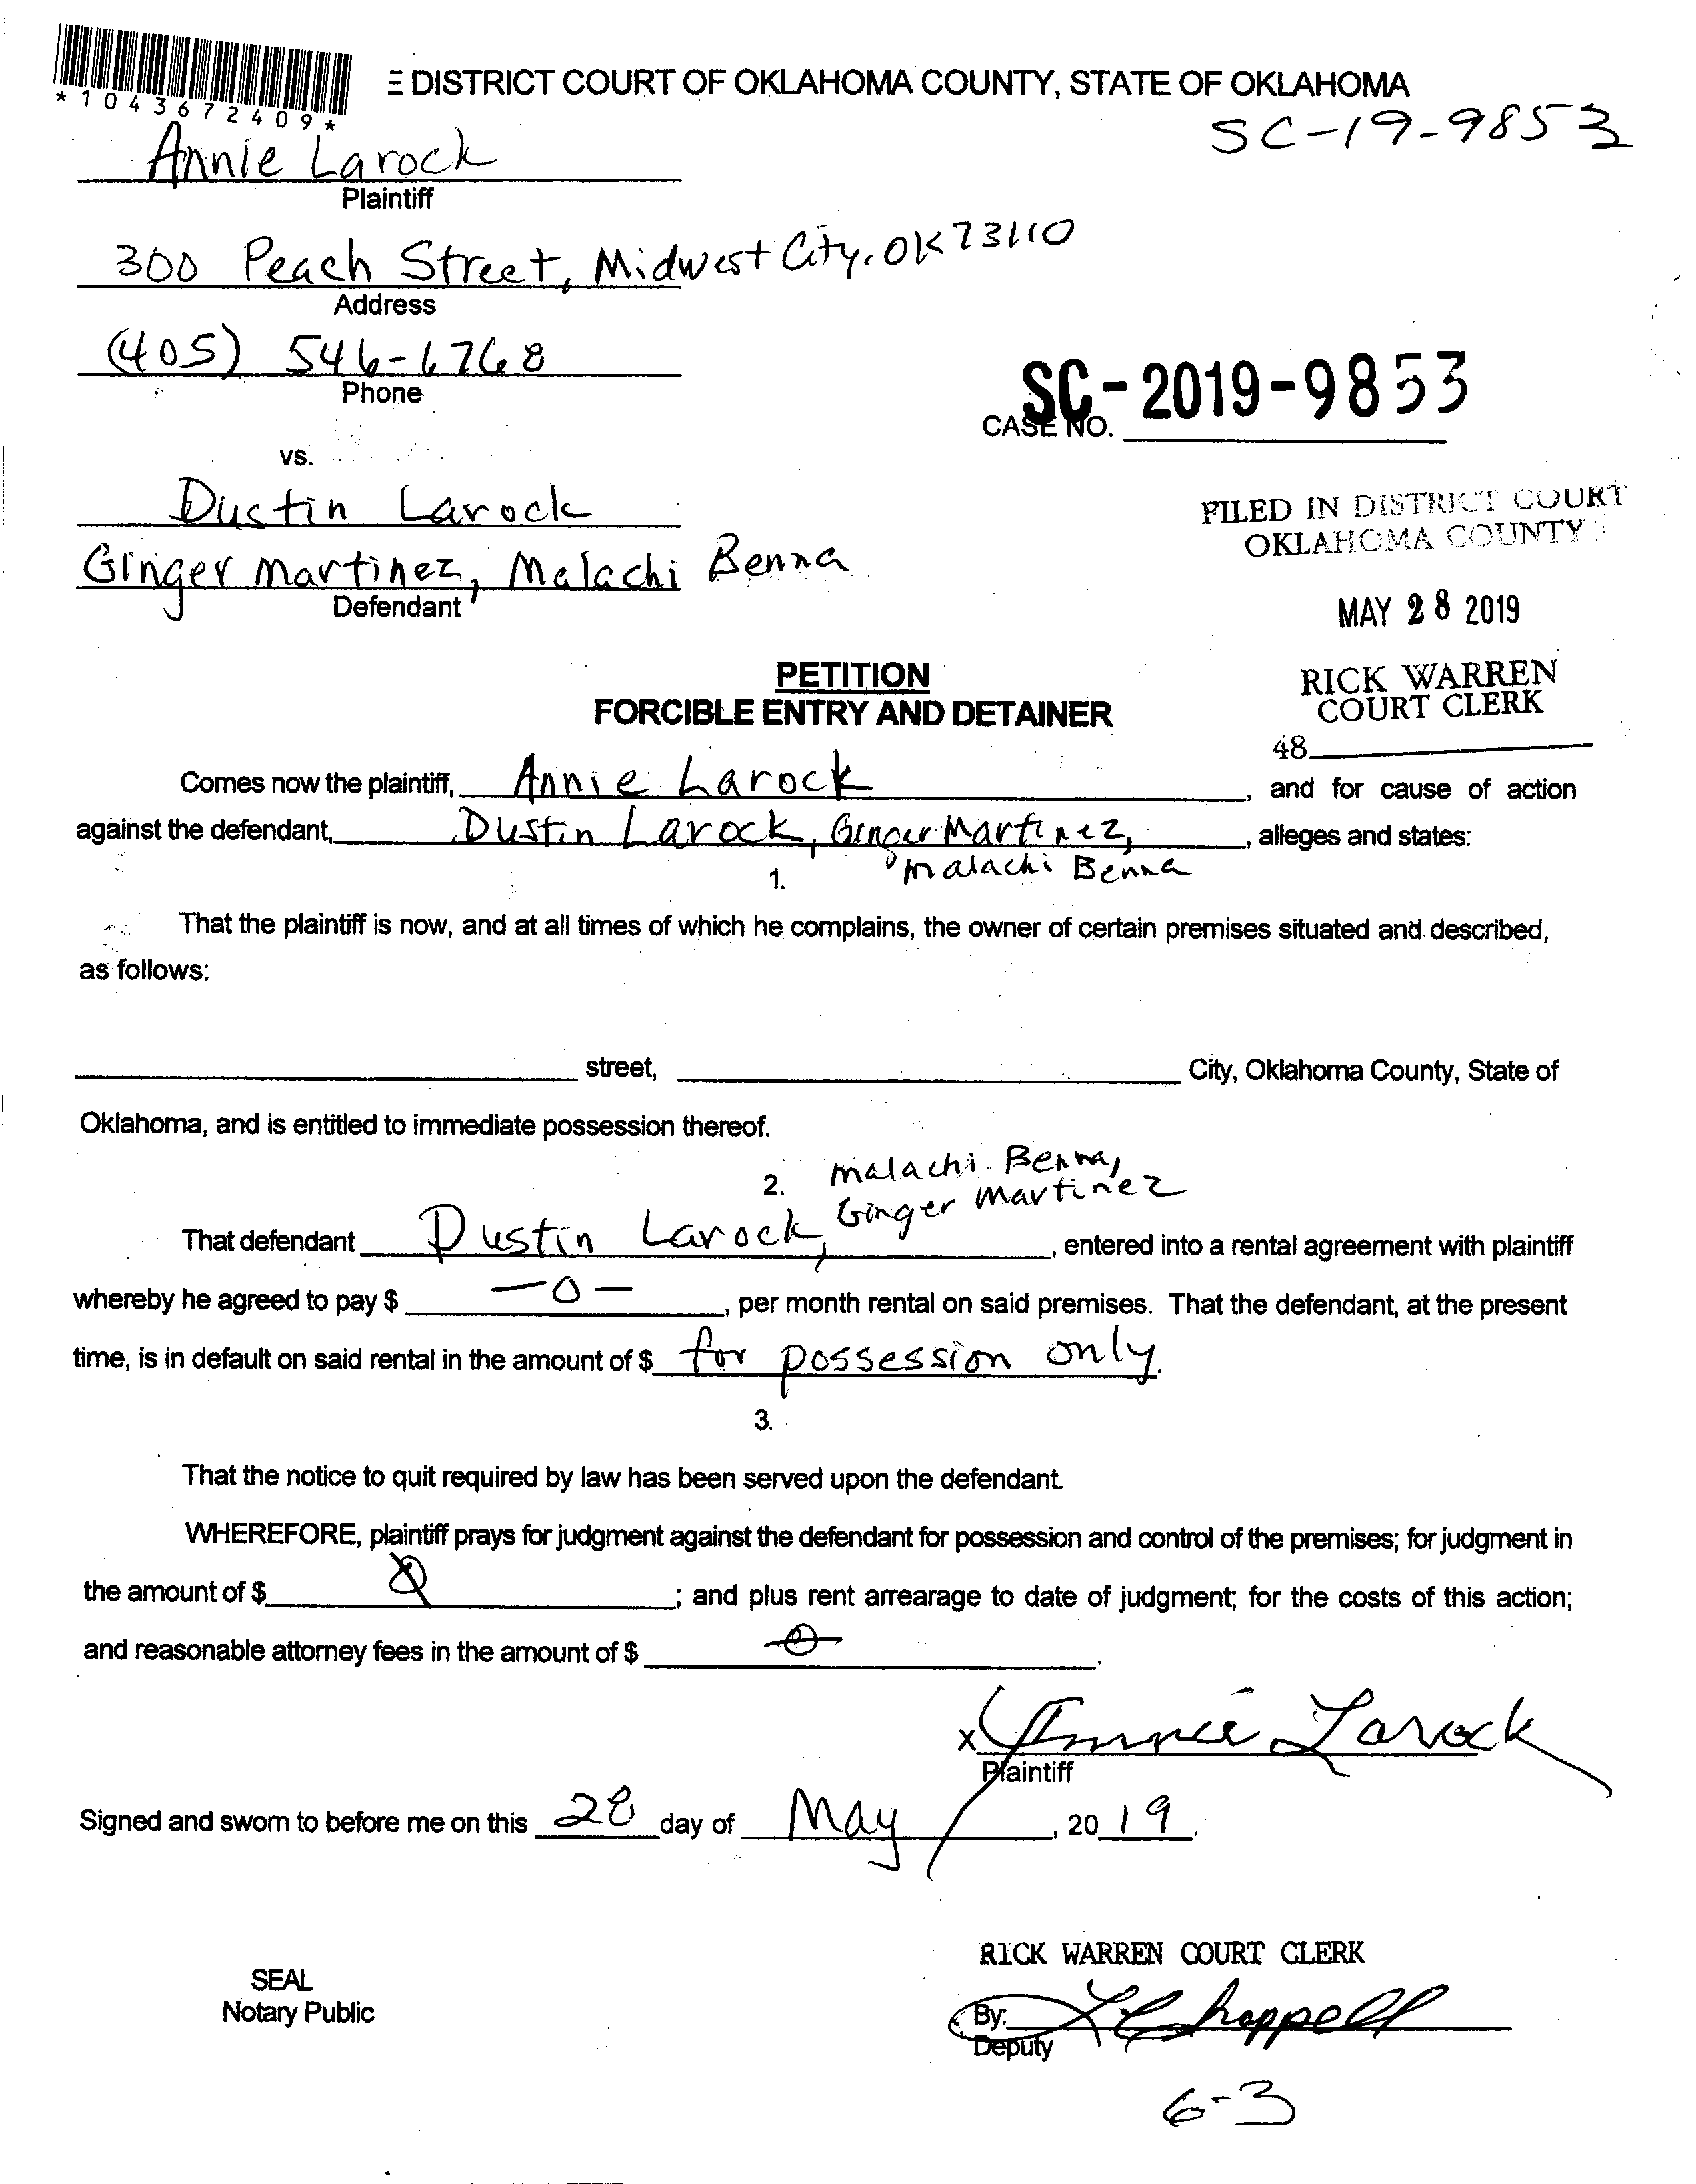 E DISTRICT COURT OF OKLAHOMA COUNTY, STATE OF OKLAHOMA
*1043672409*
SC-19-9853
Annie Larock
Plaintiff
300 Peach Street, Midwest City, OK 73110
Address
(405) 546-6768
Phone
SC-2019-9853
CASE NO.
vs.
Dustin Larock
FILED IN DISTRICT COURT
OKLAHOMA COUNTY
Ginger Martinez, Malachi Benna
Defendant
MAY 28 2019
PETITION
FORCIBLE ENTRY AND DETAINER
RICK WARREN
COURT CLERK
48
Comes now the plaintiff, Annie Larock, and for cause of action
against the defendant, Dustin Larock, Ginger Martinez, , alleges and states:
Malachi Benna
1.
That the plaintiff is now, and at all times of which he complains, the owner of certain premises situated and described,
as follows:
street, City, Oklahoma County, State of
Oklahoma, and is entitled to immediate possession thereof.
2. Malachi Benna,
Ginger Martinez
That defendant Dustin Larock, , entered into a rental agreement with plaintiff
whereby he agreed to pay $ -0- , per month rental on said premises. That the defendant, at the present
time, is in default on said rental in the amount of $ for possession only.
3.
That the notice to quit required by law has been served upon the defendant.
WHEREFORE, plaintiff prays for judgment against the defendant for possession and control of the premises; for judgment in
the amount of $ 0 ; and plus rent arrearage to date of judgment; for the costs of this action;
and reasonable attorney fees in the amount of $ 0 .
x Annie Larock
Plaintiff
Signed and sworn to before me on this 28 day of May, 2019.
RICK WARREN COURT CLERK
SEAL
Notary Public
By: L Chappell
Deputy
6-3